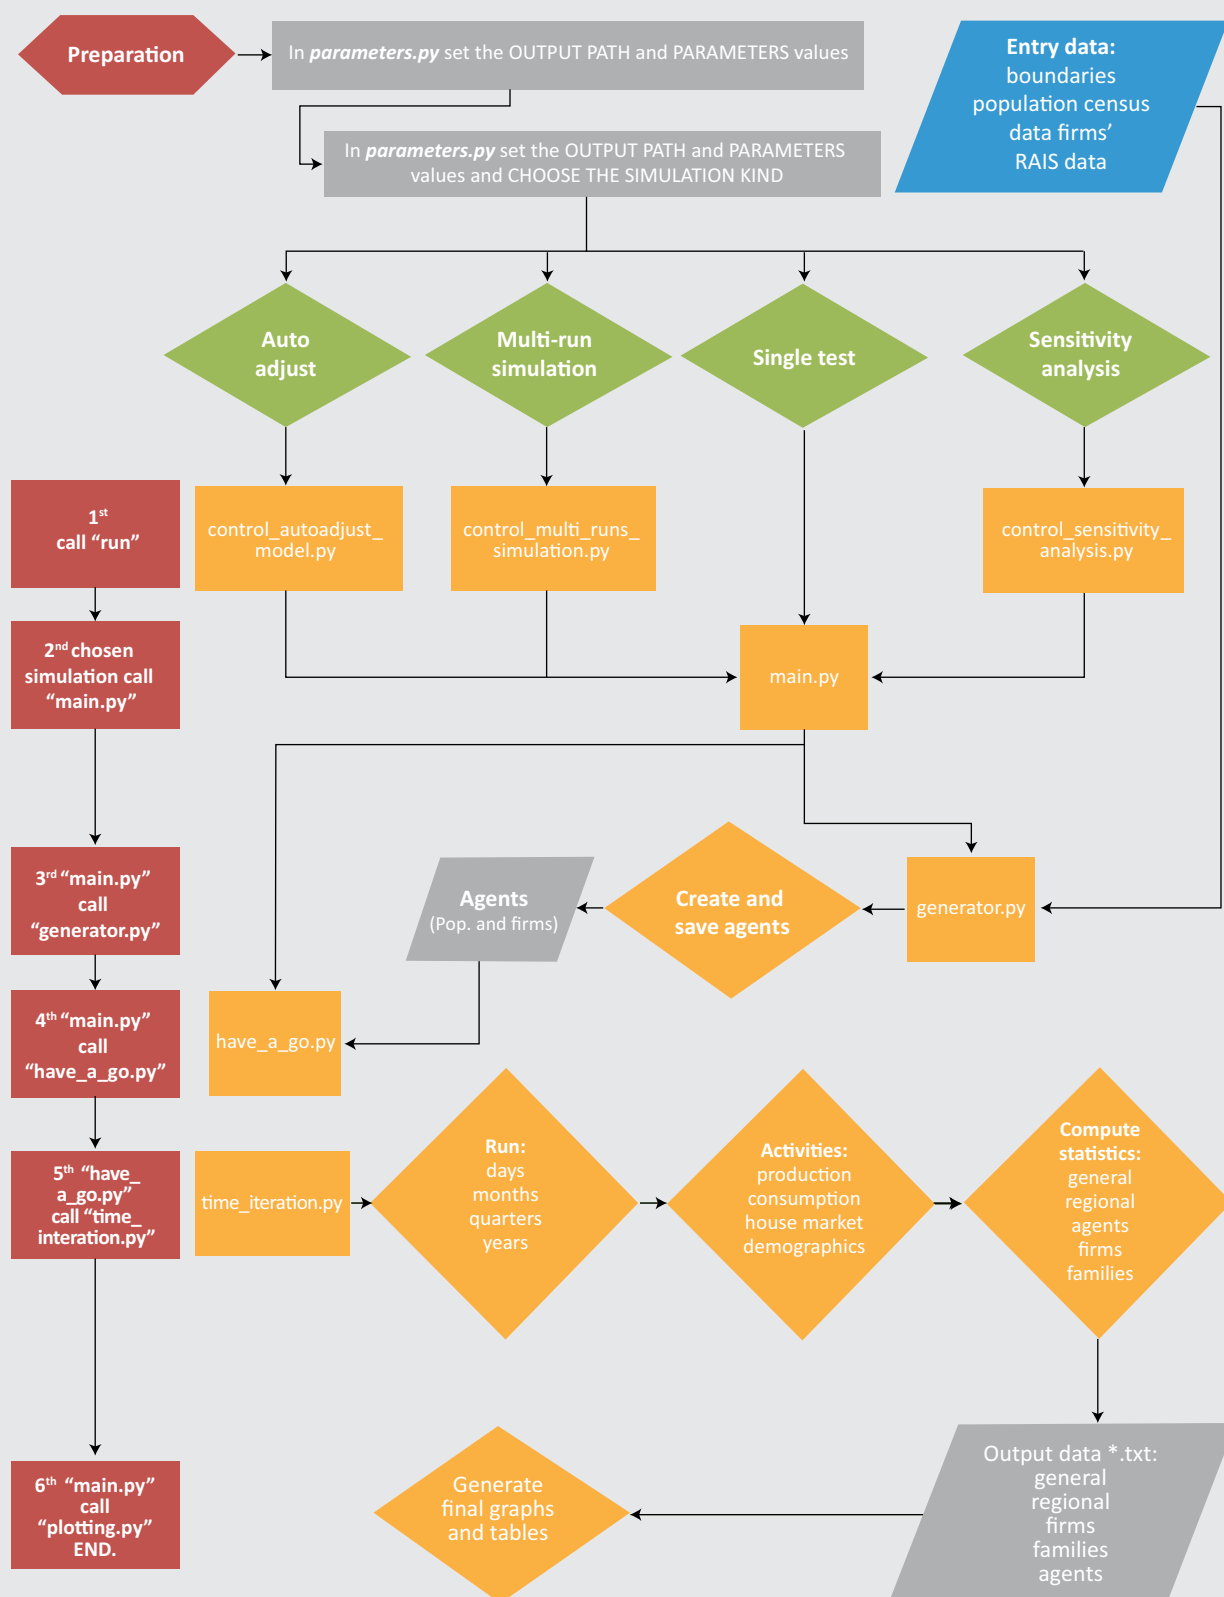 Preparation
In parameters.py set the OUTPUT PATH and PARAMETERS values
Entry data:
boundaries
population census
data firms’
RAIS data
In parameters.py set the OUTPUT PATH and PARAMETERS
values and CHOOSE THE SIMULATION KIND
Auto
adjust
Multi-run
simulation
Single test
Sensitivity
analysis
1st
call “run”
control_autoadjust_
model.py
control_multi_runs_
simulation.py
control_sensitivity_
analysis.py
2nd chosen
simulation call
“main.py”
main.py
3rd “main.py”
call
“generator.py”
Agents
(Pop. and firms)
Create and
save agents
generator.py
4th “main.py”
call
“have_a_go.py”
have_a_go.py
5th “have_
a_go.py”
call “time_
interation.py”
time_iteration.py
Run:
days
months
quarters
years
Activities:
production
consumption
house market
demographics
Compute
statistics:
general
regional
agents
firms
families
6th “main.py”
call
“plotting.py”
END.
Generate
final graphs
and tables
Output data *.txt:
general
regional
firms
families
agents